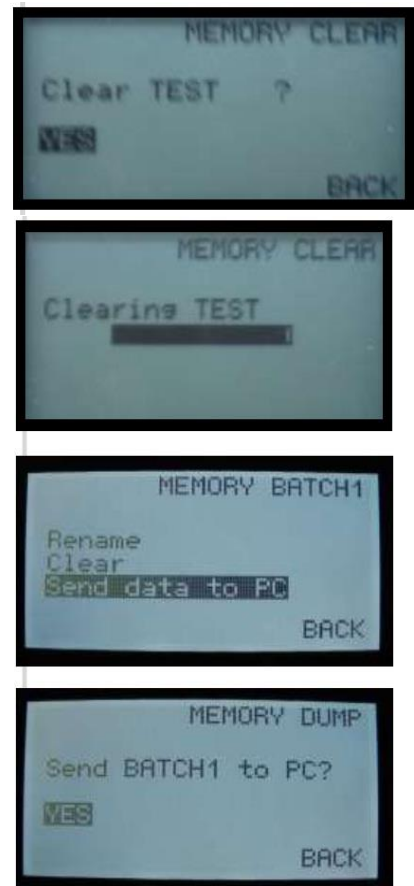 MEMORY CLEAR
Clear TEST ?
YES
BACK
MEMORY CLEAR
Clearing TEST
MEMORY BATCH1
Rename
Clear
Send data to PC
BACK
MEMORY DUMP
Send BATCH1 to PC?
YES
BACK